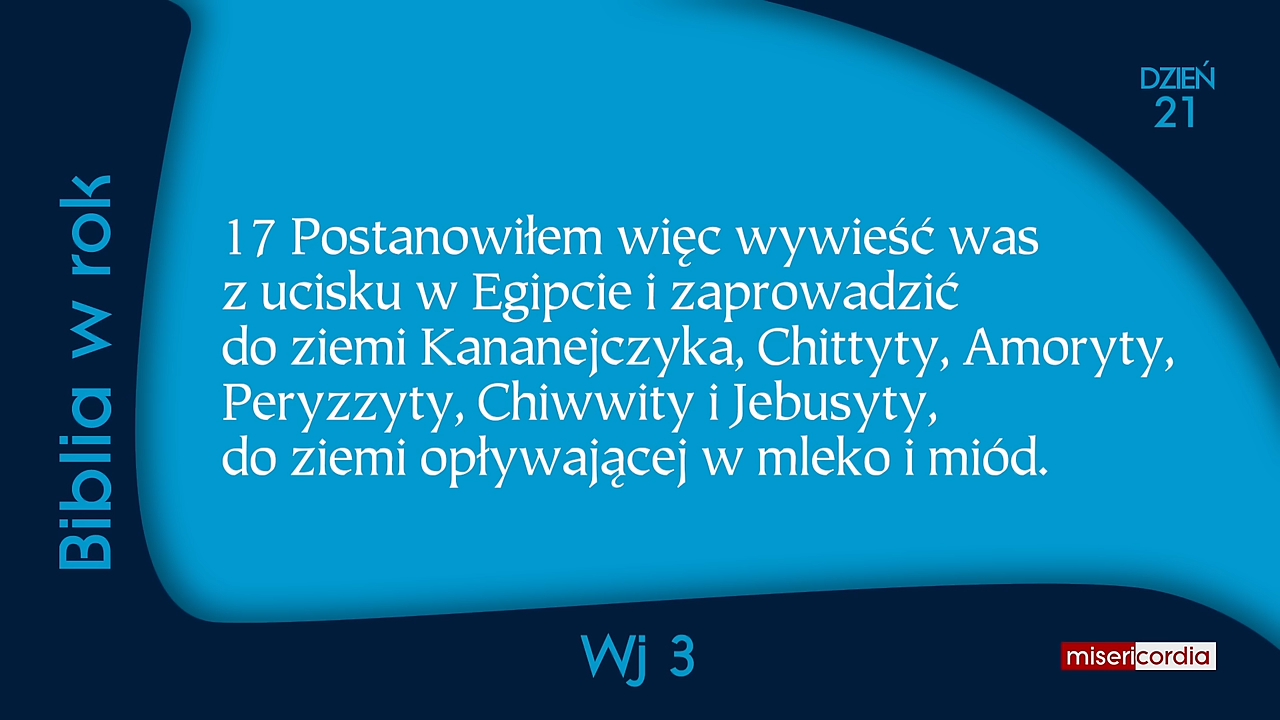 DZIEŃ
21
Biblia w rok
17 Postanowiłem więc wywieść was
z ucisku w Egipcie i zaprowadzić
do ziemi Kananejczyka, Chittyty, Amoryty,
Peryzzyty, Chiwwity i Jebusyty,
do ziemi opływającej w mleko i miód.
Wj 3
misericordia